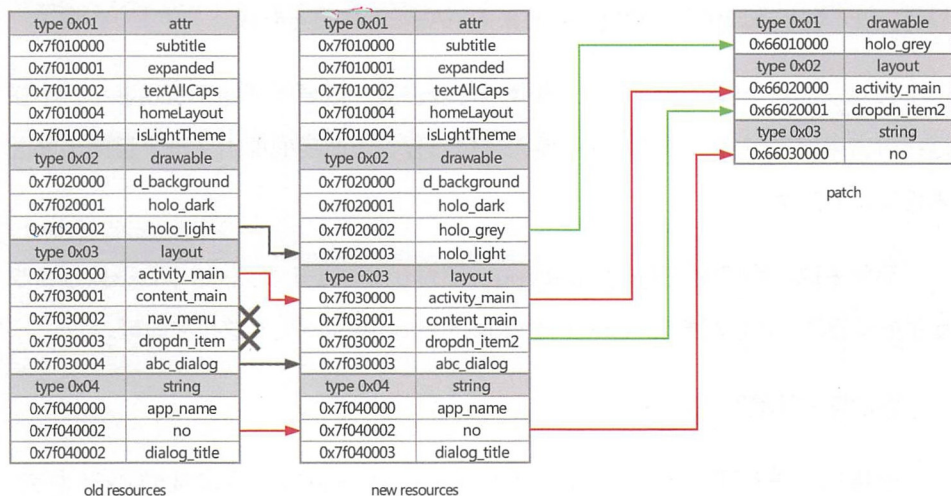 type 0x01 attr
0x7f010000 subtitle
0x7f010001 expanded
0x7f010002 textAllCaps
0x7f010004 homeLayout
0x7f010004 isLightTheme
type 0x02 drawable
0x7f020000 d_background
0x7f020001 holo_dark
0x7f020002 holo_light
type 0x03 layout
0x7f030000 activity_main
0x7f030001 content_main
0x7f030002 nav_menu
0x7f030003 dropdn_item
0x7f030004 abc_dialog
type 0x04 string
0x7f040000 app_name
0x7f040002 no
0x7f040002 dialog_title
old resources
type 0x01 attr
0x7f010000 subtitle
0x7f010001 expanded
0x7f010002 textAllCaps
0x7f010004 homeLayout
0x7f010004 isLightTheme
type 0x02 drawable
0x7f020000 d_background
0x7f020001 holo_dark
0x7f020002 holo_grey
0x7f020003 holo_light
type 0x03 layout
0x7f030000 activity_main
0x7f030001 content_main
0x7f030002 dropdn_item2
0x7f030003 abc_dialog
type 0x04 string
0x7f040000 app_name
0x7f040002 no
0x7f040003 dialog_title
new resources
type 0x01 drawable
0x66010000 holo_grey
type 0x02 layout
0x66020000 activity_main
0x66020001 dropdn_item2
type 0x03 string
0x66030000 no
patch